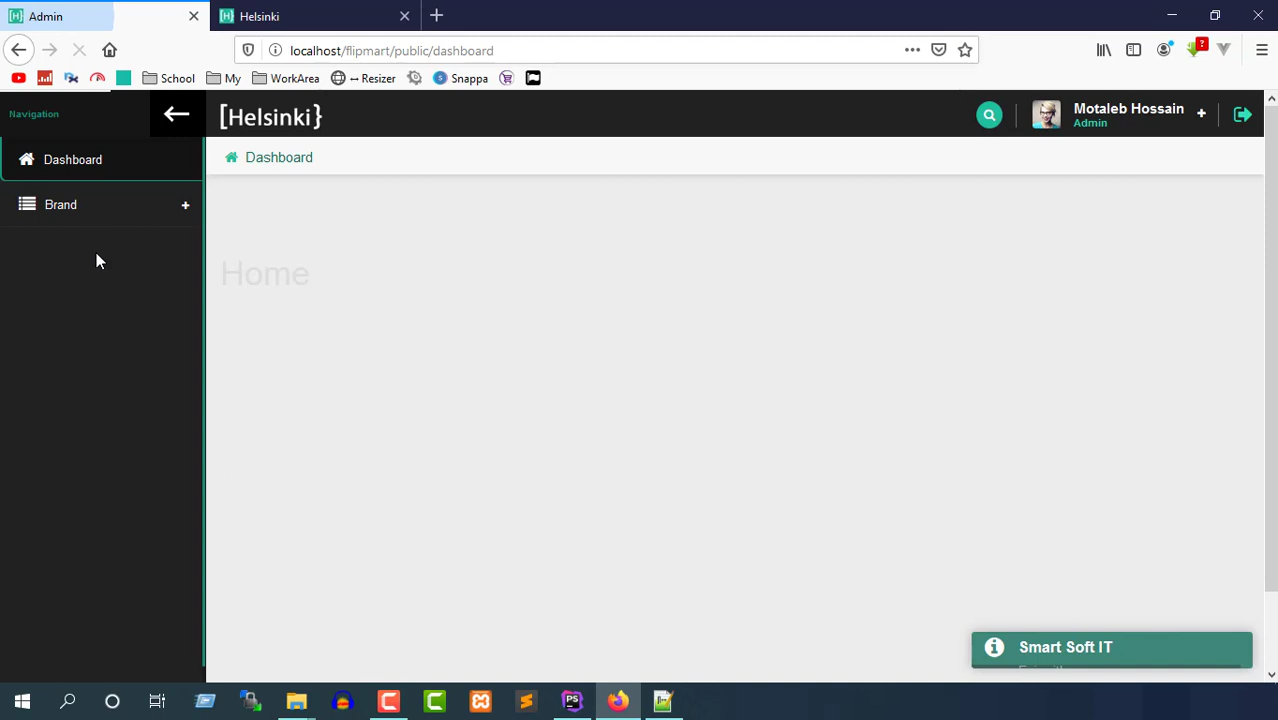 Admin
Helsinki
localhost/flipmart/public/dashboard
School
My
WorkArea
↔ Resizer
Snappa
Navigation
[Helsinki}
Motaleb Hossain
Admin
Dashboard
Dashboard
Brand
Home
Smart Soft IT